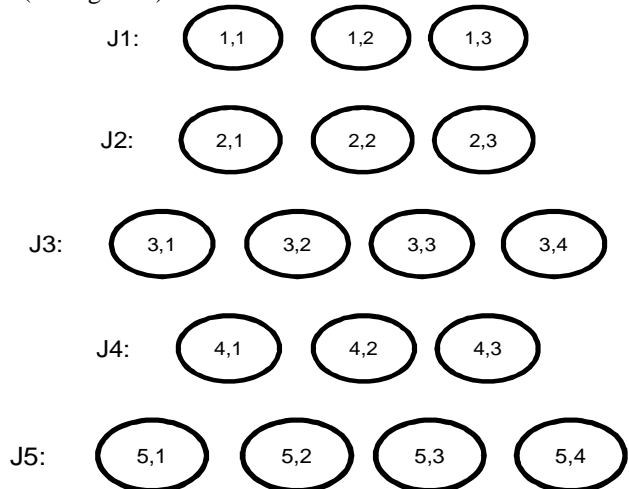 J1: 1,1 1,2 1,3
J2: 2,1 2,2 2,3
J3: 3,1 3,2 3,3 3,4
J4: 4,1 4,2 4,3
J5: 5,1 5,2 5,3 5,4